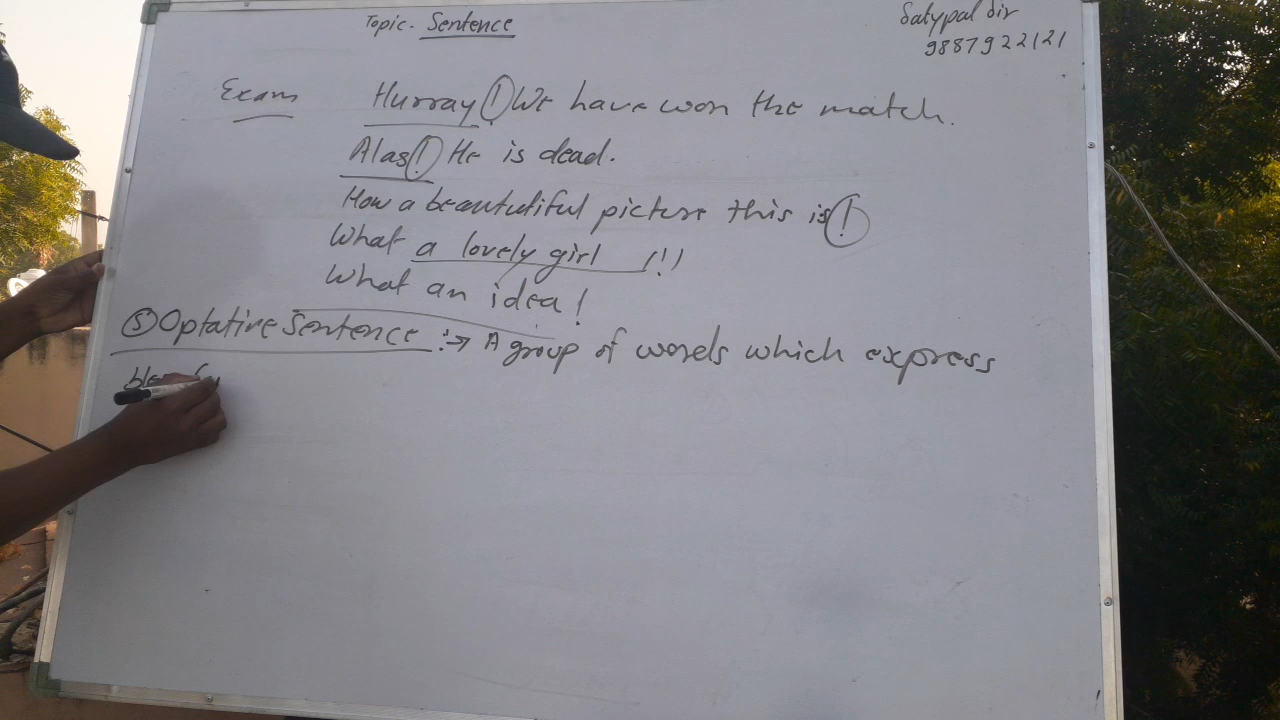 Topic. Sentence
Satypal Sir
9887922121
Exam Hurray! We have won the match.
Alas! He is dead.
How a beaututiful picture this is!
What a lovely girl !!!
What an idea!
(5) Optative Sentence :→ A group of words which express